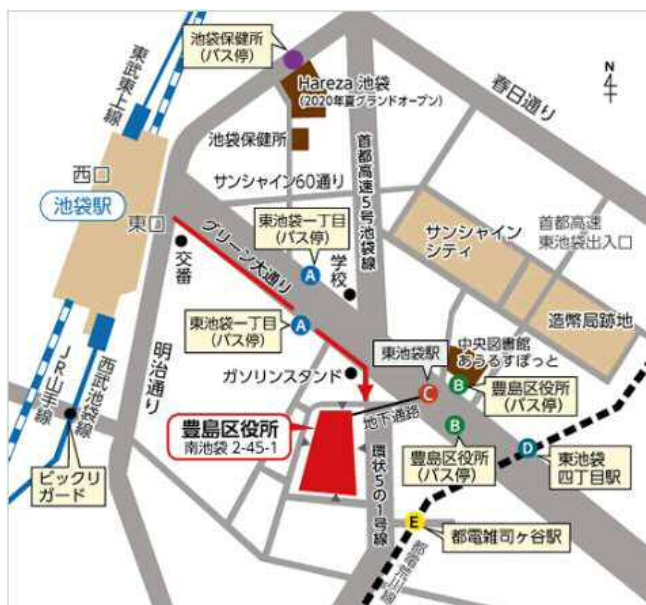 池袋保健所
(バス停)
東武東上線
Hareza 池袋
(2020年夏グランドオープン)
春日通り
N
4
池袋保健所
首都高速5号池袋線
西口
池袋駅
東口
サンシャイン60通り
グリーン大通り
東池袋一丁目
(バス停)
A
学校
サンシャイン
シティ
首都高速
東池袋出入口
交番
東池袋一丁目
(バス停)
A
造幣局跡地
明治通り
JR山手線
西武池袋線
ガソリンスタンド
東池袋駅
C
中央図書館
あうるすぽっと
B
豊島区役所
(バス停)
豊島区役所
南池袋 2-45-1
地下通路
B
豊島区役所
(バス停)
D
東池袋
四丁目駅
ビックリ
ガード
環状5の1号線
E
都電雑司ヶ谷駅
都電荒川線